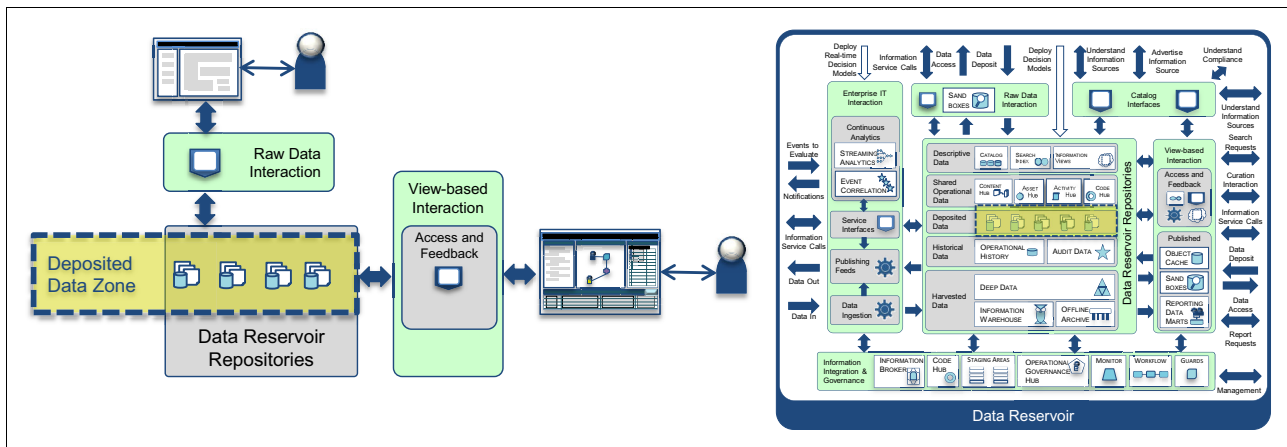 Raw Data
Interaction
View-based
Interaction
Access and
Feedback
Deposited
Data Zone
Data Reservoir
Repositories
Deploy
Real-time
Decision
Models
Information
Service Calls
Data
Access
Data
Deposit
Deploy
Decision
Models
Understand
Information
Sources
Advertise
Information
Source
Understand
Compliance
Enterprise IT
Interaction
Continuous
Analytics
STREAMING
ANALYTICS
EVENT
CORRELATION
Service
Interfaces
Publishing
Feeds
Data
Ingestion
SAND
BOXES
Raw Data
Interaction
Catalog
Interfaces
Events to
Evaluate
Notifications
Information
Service Calls
Data Out
Data In
Descriptive
Data
CATALOG
SEARCH
INDEX
INFORMATION
VIEWS
Shared
Operational
Data
CONTENT
HUB
ASSET
HUB
ACTIVITY
HUB
CODE
HUB
Deposited
Data
Historical
Data
OPERATIONAL
HISTORY
AUDIT DATA
Harvested
Data
DEEP DATA
INFORMATION
WAREHOUSE
OFFLINE
ARCHIVE
Data Reservoir Repositories
View-based
Interaction
Access and
Feedback
Published
OBJECT
CACHE
SAND
BOXES
REPORTING
DATA
MARTS
Understand
Information
Sources
Search
Requests
Curation
Interaction
Information
Service Calls
Data
Deposit
Data
Access
Report
Requests
Management
Information
Integration &
Governance
INFORMATION
BROKER
CODE
HUB
STAGING AREAS
OPERATIONAL
GOVERNANCE
HUB
MONITOR
WORKFLOW
GUARDS
Data Reservoir